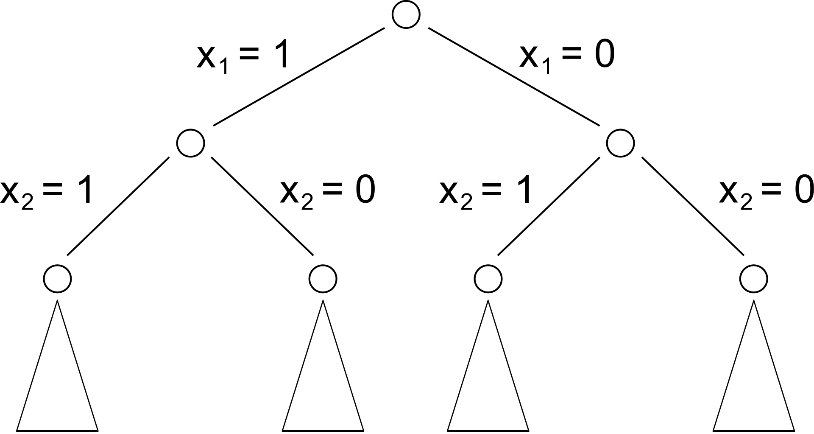 x₁ = 1
x₁ = 0
x₂ = 1
x₂ = 0
x₂ = 1
x₂ = 0